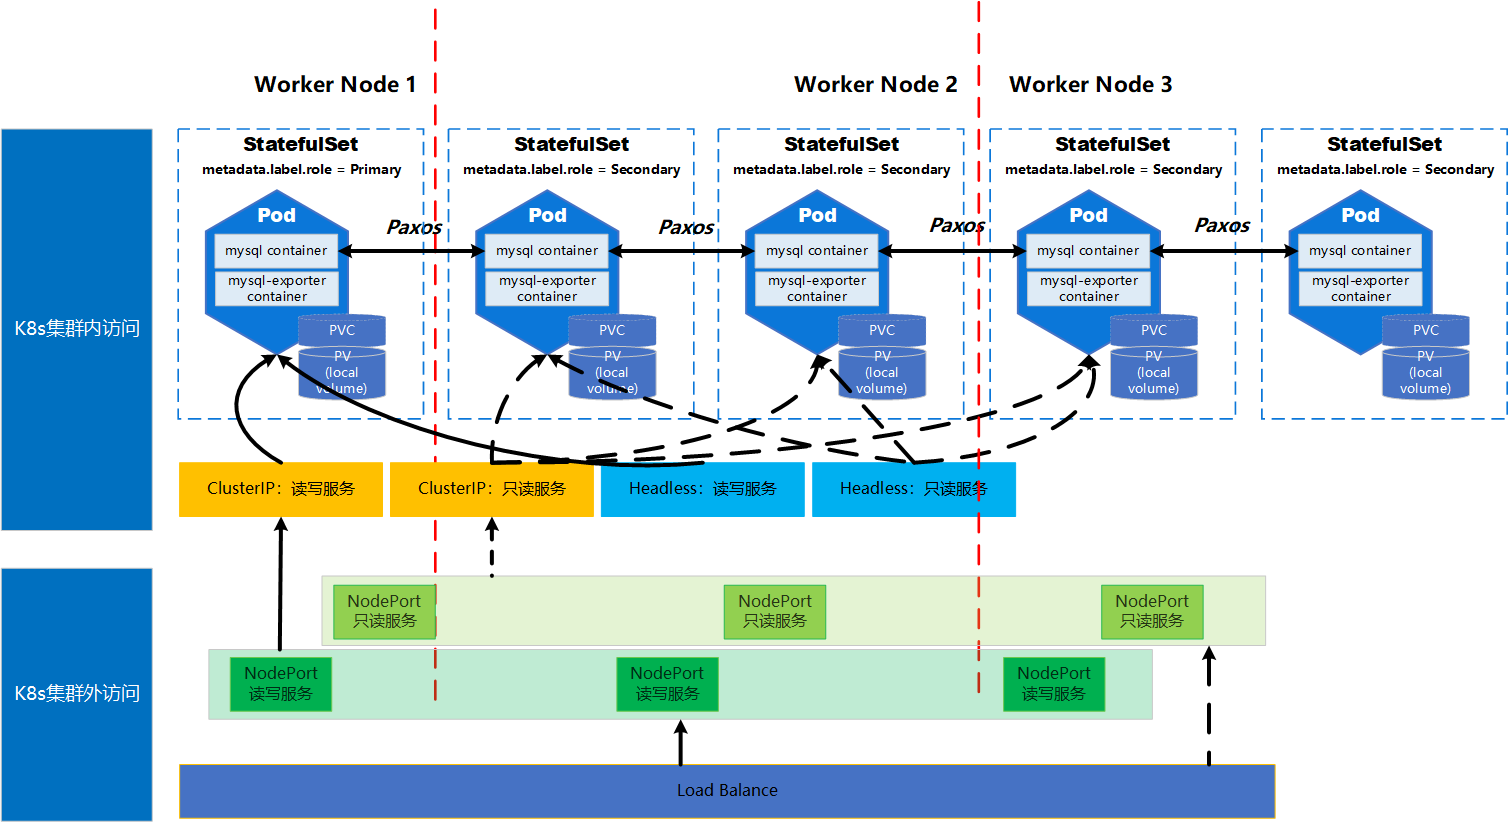 Worker Node 1
Worker Node 2
Worker Node 3
K8s集群内访问
StatefulSet
metadata.label.role = Primary
Pod
mysql container
mysql-exporter
container
PVC
PV
(local
volume)
Paxos
StatefulSet
metadata.label.role = Secondary
Pod
mysql container
mysql-exporter
container
PVC
PV
(local
volume)
Paxos
StatefulSet
metadata.label.role = Secondary
Pod
mysql container
mysql-exporter
container
PVC
PV
(local
volume)
Paxos
StatefulSet
metadata.label.role = Secondary
Pod
mysql container
mysql-exporter
container
PVC
PV
(local
volume)
Paxos
StatefulSet
metadata.label.role = Secondary
Pod
mysql container
mysql-exporter
container
PVC
PV
(local
volume)
ClusterIP：读写服务
ClusterIP：只读服务
Headless：读写服务
Headless：只读服务
K8s集群外访问
NodePort
只读服务
NodePort
只读服务
NodePort
只读服务
NodePort
读写服务
NodePort
读写服务
NodePort
读写服务
Load Balance